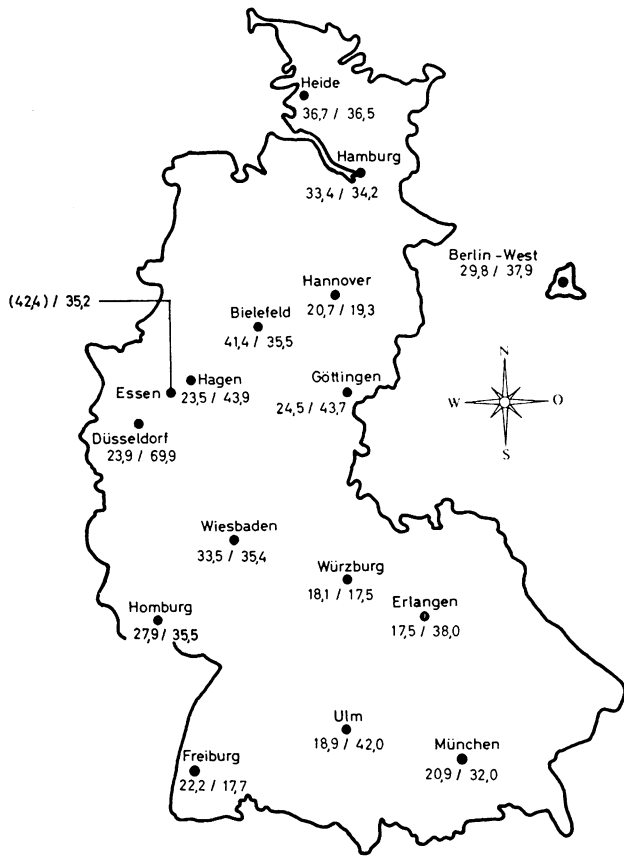 Heide
36,7 / 36,5
Hamburg
33,4 / 34,2
Berlin - West
29,8 / 37,9
Hannover
20,7 / 19,3
(42,4) / 35,2
Bielefeld
41,4 / 35,5
Hagen
23,5 / 43,9
Essen
Göttingen
24,5 / 43,7
N
W
O
S
Düsseldorf
23,9 / 69,9
Wiesbaden
33,5 / 35,4
Würzburg
18,1 / 17,5
Erlangen
17,5 / 38,0
Homburg
27,9 / 35,5
Ulm
18,9 / 42,0
München
20,9 / 32,0
Freiburg
22,2 / 17,7